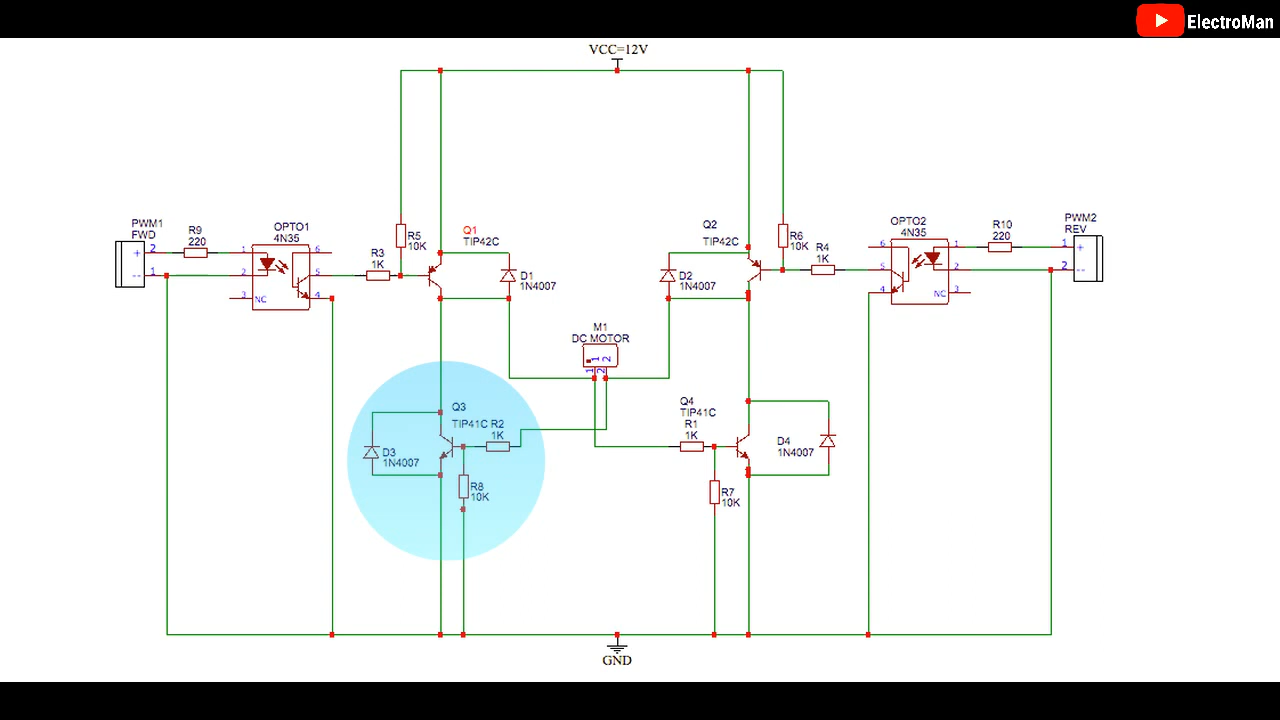 ElectroMan
VCC=12V
PWM1
FWD
2
+
1
--
R9
220
OPTO1
4N35
1
2
3
NC
6
5
4
R3
1K
R5
10K
Q1
TIP42C
D1
1N4007
Q2
TIP42C
D2
1N4007
R6
10K
R4
1K
OPTO2
4N35
6
5
4
1
2
3
NC
R10
220
PWM2
REV
1
+
2
--
M1
DC MOTOR
1
2
1
2
Q3
TIP41C
R2
1K
D3
1N4007
R8
10K
Q4
TIP41C
R1
1K
R7
10K
D4
1N4007
GND